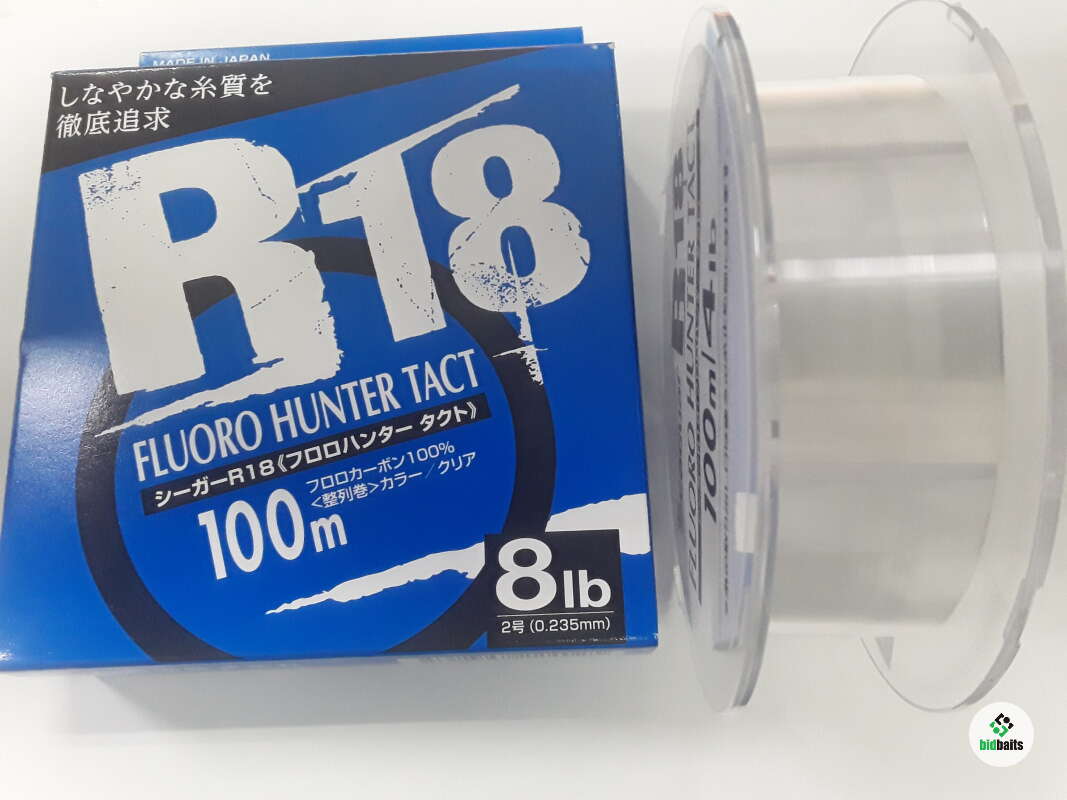 MADE IN JAPAN
しなやかな糸質を
徹底追求
R18
FLUORO HUNTER TACT
シーガーR18《フロロハンター タクト》
100m
フロロカーボン100%
<整列巻>カラー/クリア
8lb
2号 (0.235mm)
R18
FLUORO HUNTER TACT
100m/4lb
bidbaits